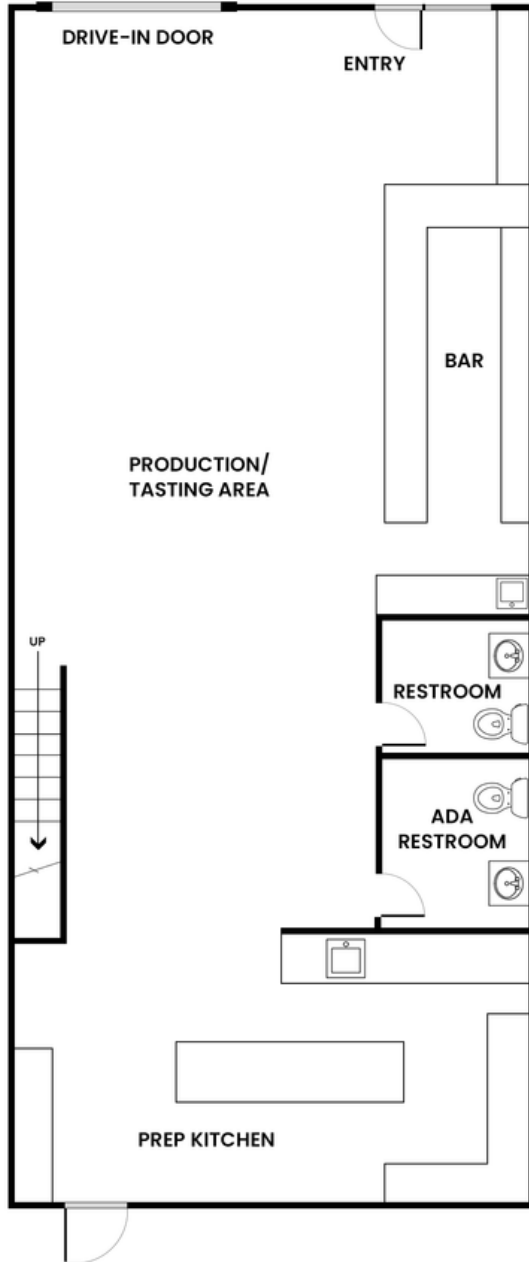 DRIVE-IN DOOR
ENTRY
BAR
PRODUCTION/
TASTING AREA
UP
RESTROOM
ADA
RESTROOM
PREP KITCHEN